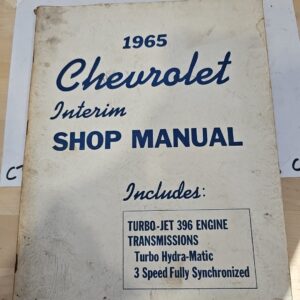 1965
Chevrolet
Interim
SHOP MANUAL
Includes:
TURBO-JET 396 ENGINE
TRANSMISSIONS
Turbo Hydra-Matic
3 Speed Fully Synchronized